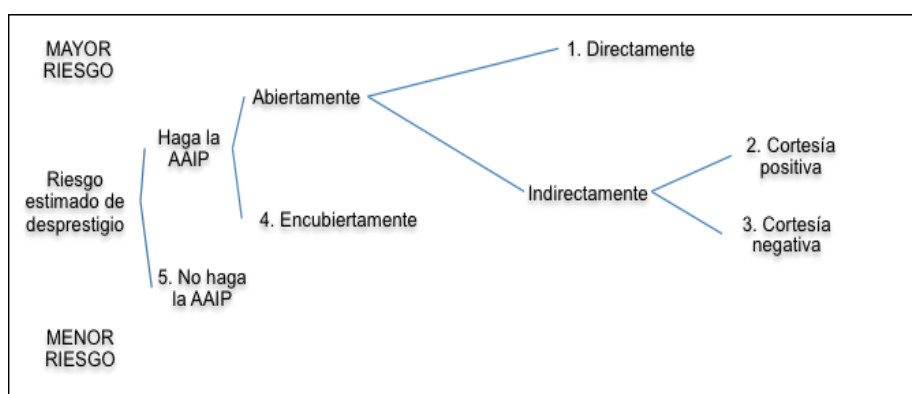 MAYOR
RIESGO
1. Directamente
Abiertamente
Haga la
AAIP
2. Cortesía
positiva
Riesgo
estimado de
desprestigio
Indirectamente
4. Encubiertamente
3. Cortesía
negativa
5. No haga
la AAIP
MENOR
RIESGO